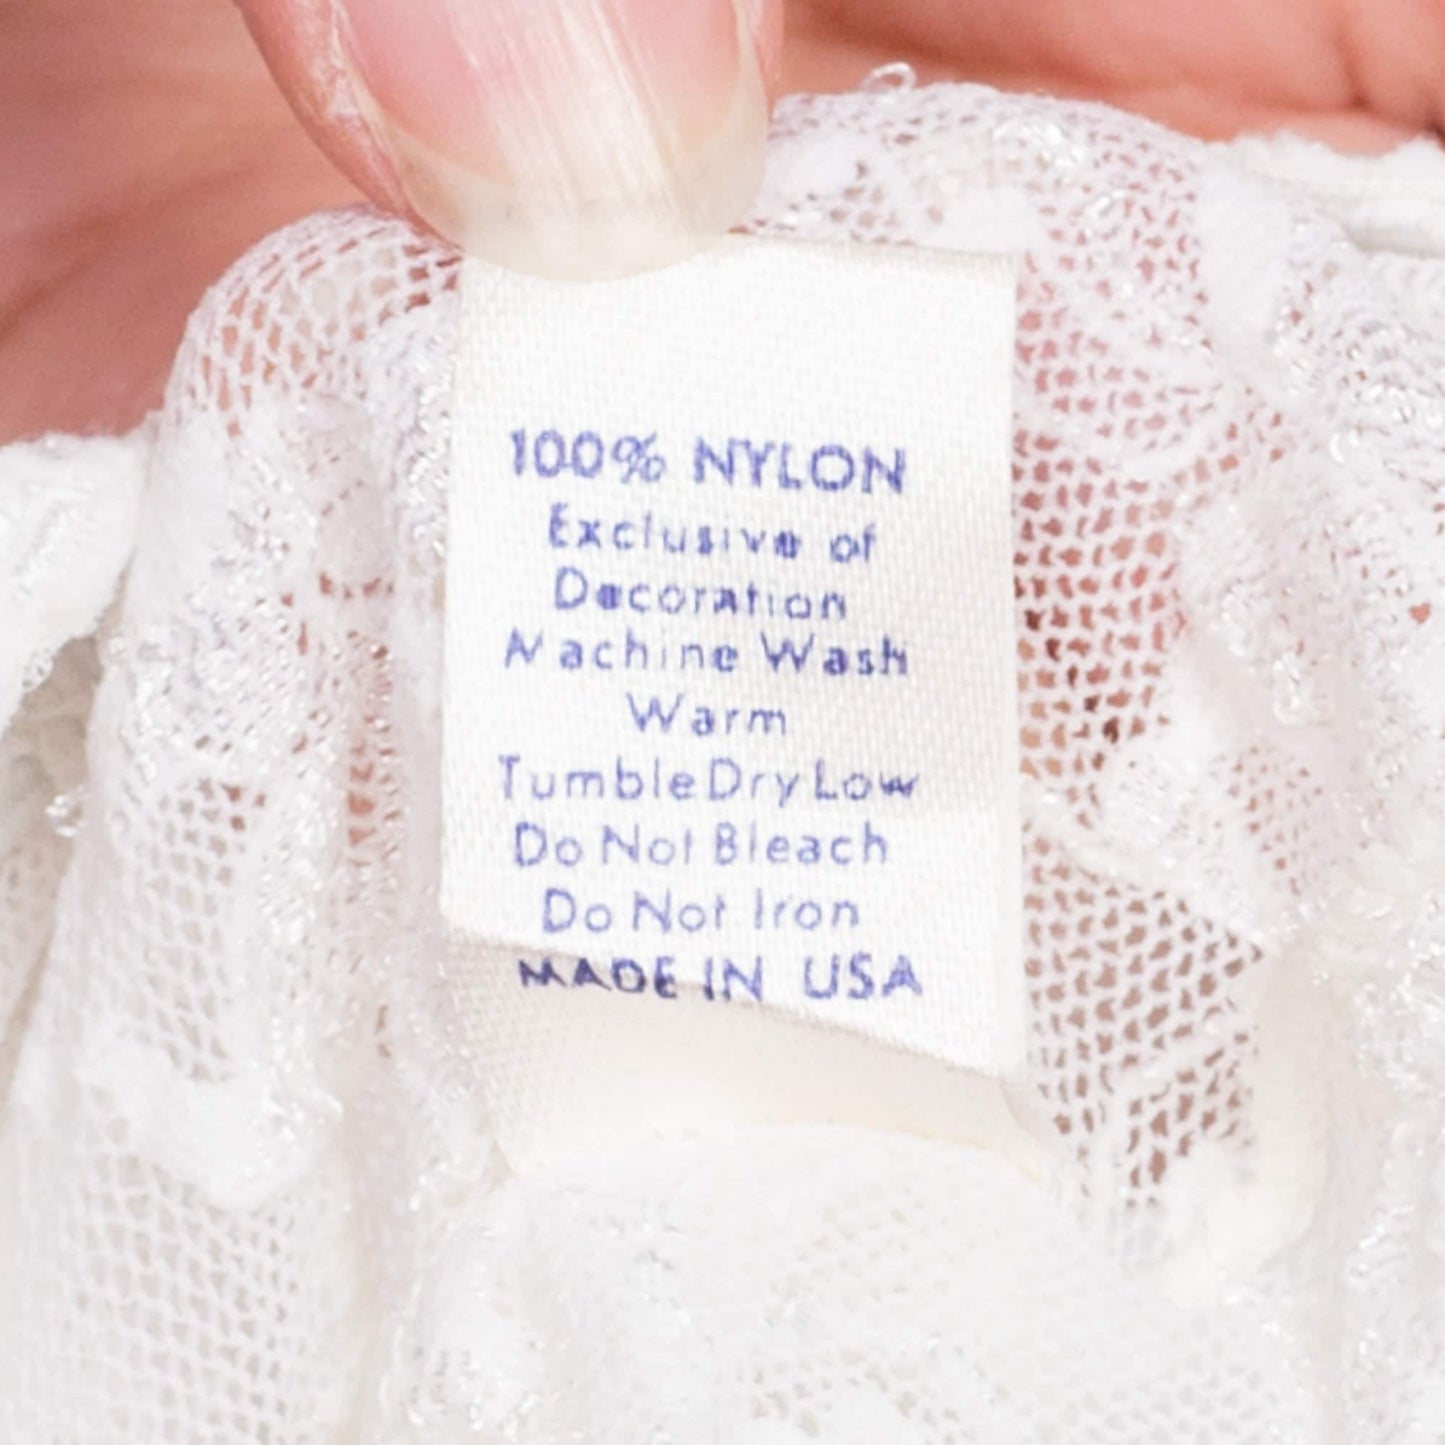 100% NYLON
Exclusive of
Decoration
Machine Wash
Warm
Tumble Dry Low
Do Not Bleach
Do Not Iron
MADE IN USA